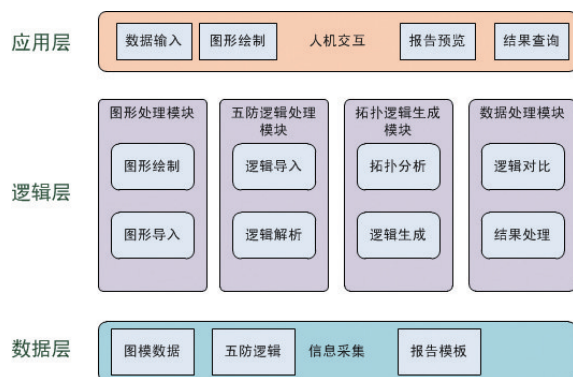 应用层
数据输入
图形绘制
人机交互
报告预览
结果查询
逻辑层
图形处理模块
图形绘制
图形导入
五防逻辑处理
模块
逻辑导入
逻辑解析
拓扑逻辑生成
模块
拓扑分析
逻辑生成
数据处理模块
逻辑对比
结果处理
数据层
图模数据
五防逻辑
信息采集
报告模板